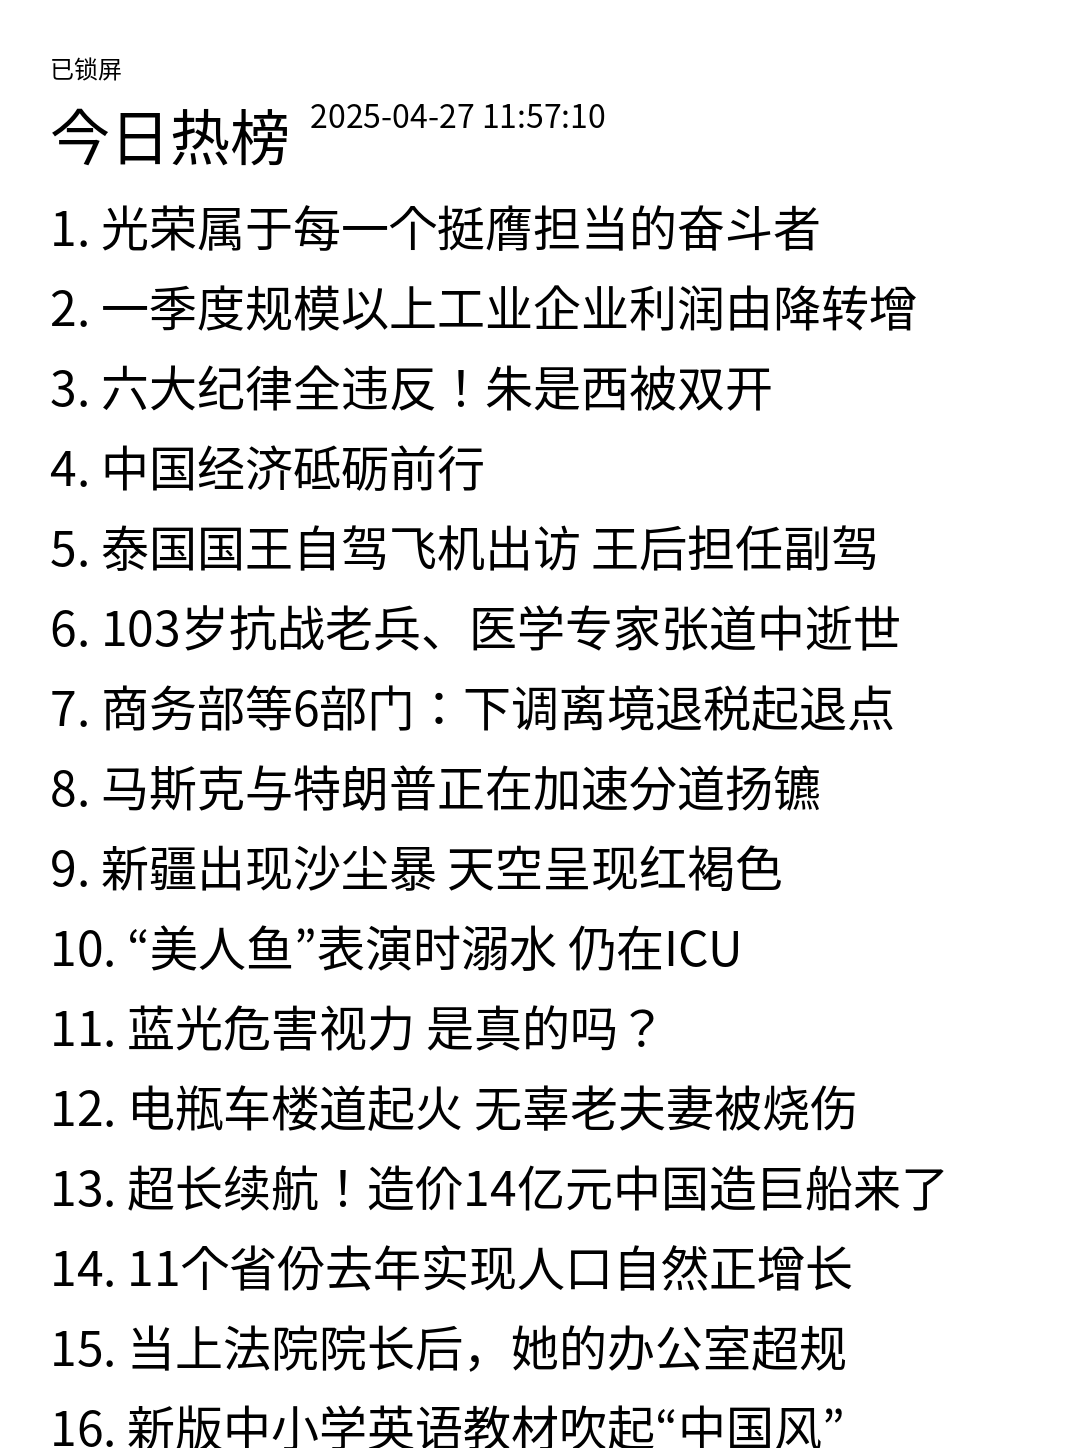 已锁屏
今日热榜 2025-04-27 11:57:10
1. 光荣属于每一个挺膺担当的奋斗者
2. 一季度规模以上工业企业利润由降转增
3. 六大纪律全违反！朱是西被双开
4. 中国经济砥砺前行
5. 泰国国王自驾飞机出访 王后担任副驾
6. 103岁抗战老兵、医学专家张道中逝世
7. 商务部等6部门：下调离境退税起退点
8. 马斯克与特朗普正在加速分道扬镳
9. 新疆出现沙尘暴 天空呈现红褐色
10. “美人鱼”表演时溺水 仍在ICU
11. 蓝光危害视力 是真的吗？
12. 电瓶车楼道起火 无辜老夫妻被烧伤
13. 超长续航！造价14亿元中国造巨船来了
14. 11个省份去年实现人口自然正增长
15. 当上法院院长后，她的办公室超规
16. 新版中小学英语教材吹起“中国风”